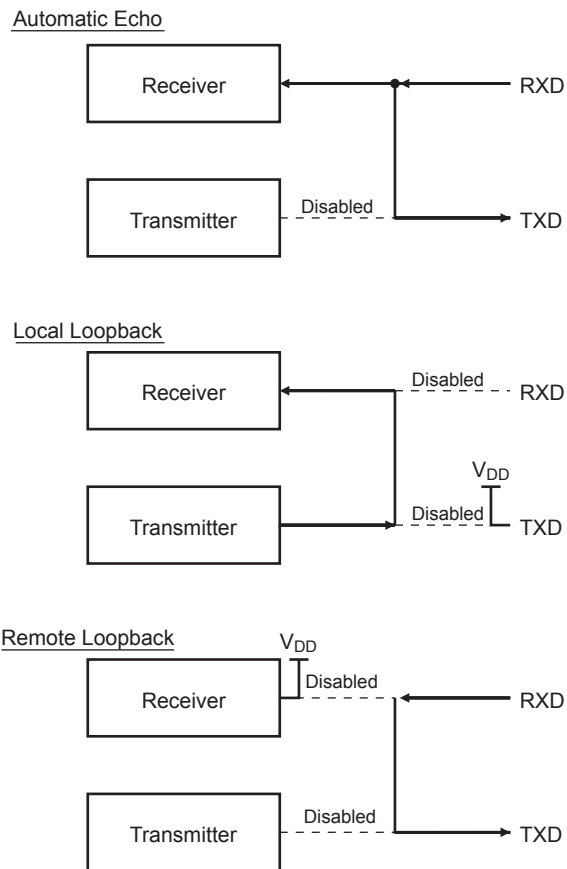 Automatic Echo
Receiver
RXD
Transmitter
Disabled
TXD
Local Loopback
Receiver
Disabled
RXD
VDD
Transmitter
Disabled
TXD
Remote Loopback
VDD
Receiver
Disabled
RXD
Transmitter
Disabled
TXD